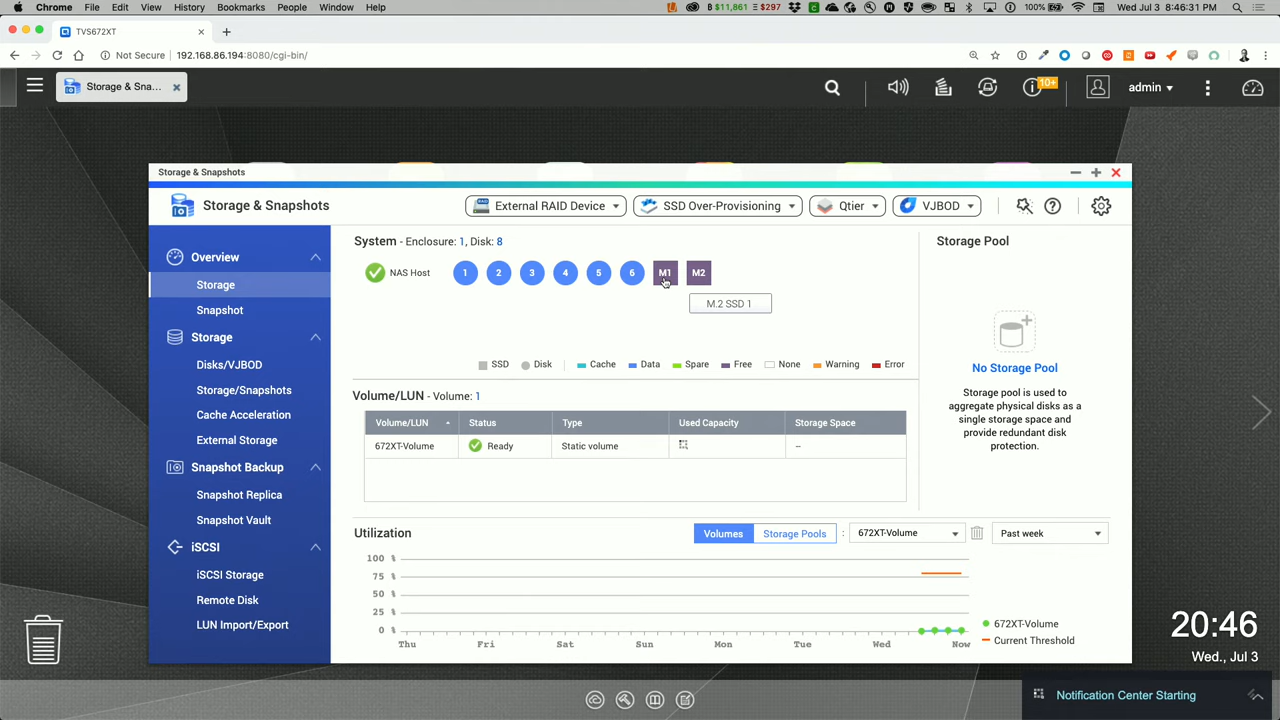 Chrome File Edit View History Bookmarks People Window Help
฿ $11,861 Ξ $297 100% Wed Jul 3 8:46:31 PM
TVS672XT
Not Secure 192.168.86.194:8080/cgi-bin/
Storage & Sna...
10+
admin
Storage & Snapshots
Storage & Snapshots
External RAID Device
SSD Over-Provisioning
Qtier
VJBOD
Overview
Storage
Snapshot
Storage
Disks/VJBOD
Storage/Snapshots
Cache Acceleration
External Storage
Snapshot Backup
Snapshot Replica
Snapshot Vault
iSCSI
iSCSI Storage
Remote Disk
LUN Import/Export
System - Enclosure: 1, Disk: 8
NAS Host 1 2 3 4 5 6 M1 M2
M.2 SSD 1
SSD Disk Cache Data Spare Free None Warning Error
Volume/LUN - Volume: 1
Volume/LUN Status Type Used Capacity Storage Space
672XT-Volume Ready Static volume --
Storage Pool
No Storage Pool
Storage pool is used to
aggregate physical disks as a
single storage space and
provide redundant disk
protection.
Utilization
Volumes Storage Pools : 672XT-Volume Past week
100 %
75 %
50 %
25 %
0 %
Thu Fri Sat Sun Mon Tue Wed Now
672XT-Volume
Current Threshold
20:46
Wed., Jul 3
Notification Center Starting